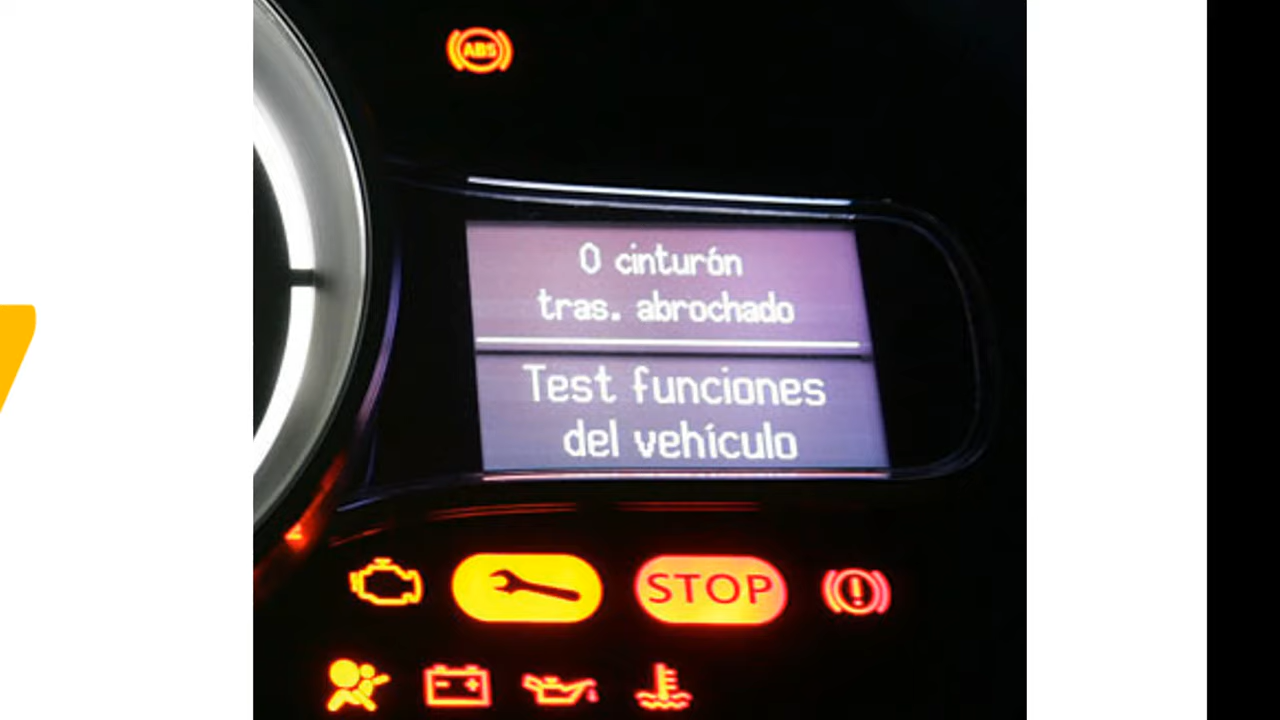 ABS
0 cinturón
tras. abrochado
Test funciones
del vehículo
STOP